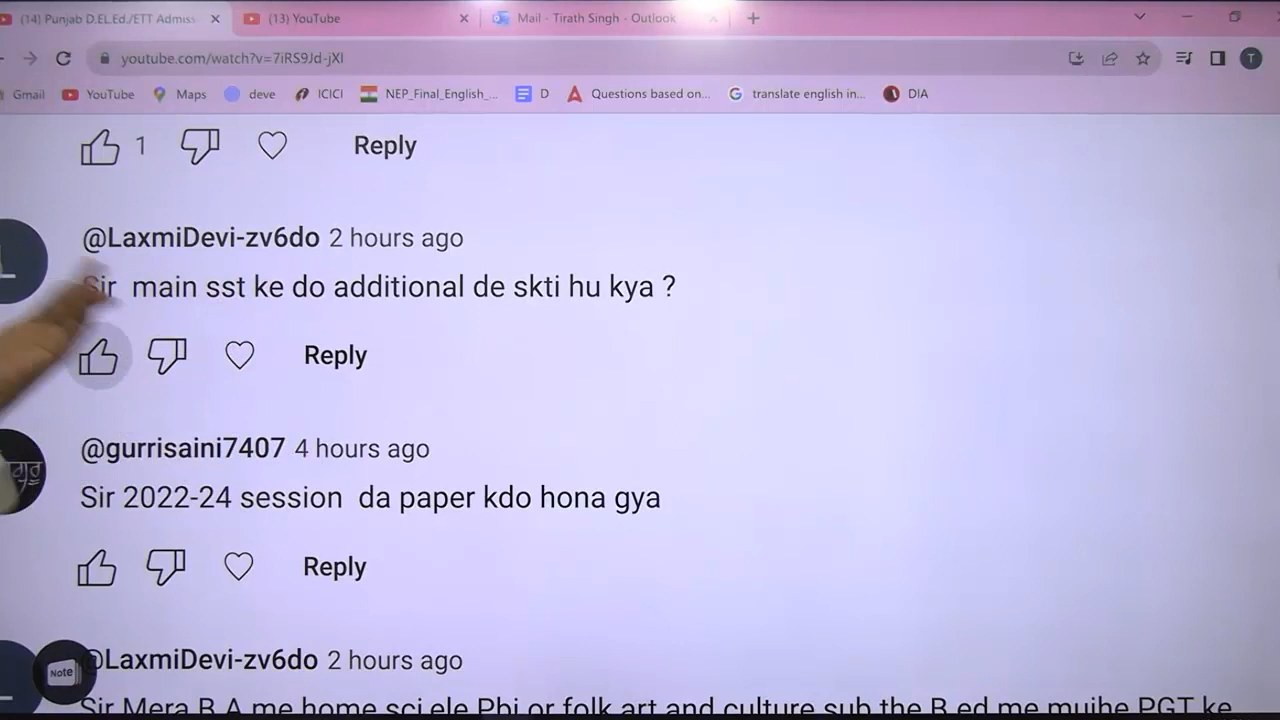 (14) Punjab D.EL.Ed./ETT Admiss
(13) YouTube
Mail - Tirath Singh - Outlook
youtube.com/watch?v=7iRS9Jd-jXI
T
Gmail
YouTube
Maps
deve
ICICI
NEP_Final_English_...
D
Questions based on...
translate english in...
DIA
1
Reply
@LaxmiDevi-zv6do 2 hours ago
Sir main sst ke do additional de skti hu kya ?
Reply
@gurrisaini7407 4 hours ago
Sir 2022-24 session da paper kdo hona gya
Reply
@LaxmiDevi-zv6do 2 hours ago
Note
Sir Mera B.A me home sci ele Phi or folk art and culture sub the B.ed me mujhe PGT ke